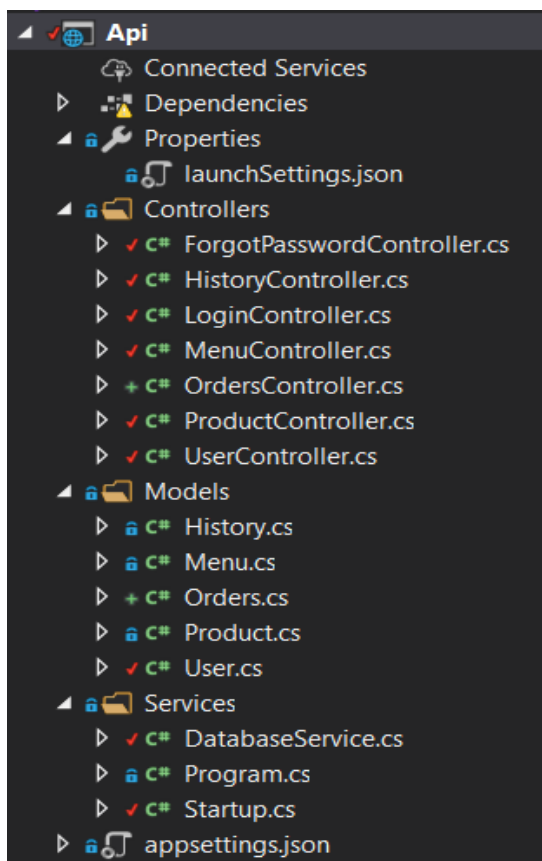 Api
Connected Services
Dependencies
Properties
launchSettings.json
Controllers
C# ForgotPasswordController.cs
C# HistoryController.cs
C# LoginController.cs
C# MenuController.cs
C# OrdersController.cs
C# ProductController.cs
C# UserController.cs
Models
C# History.cs
C# Menu.cs
C# Orders.cs
C# Product.cs
C# User.cs
Services
C# DatabaseService.cs
C# Program.cs
C# Startup.cs
appsettings.json